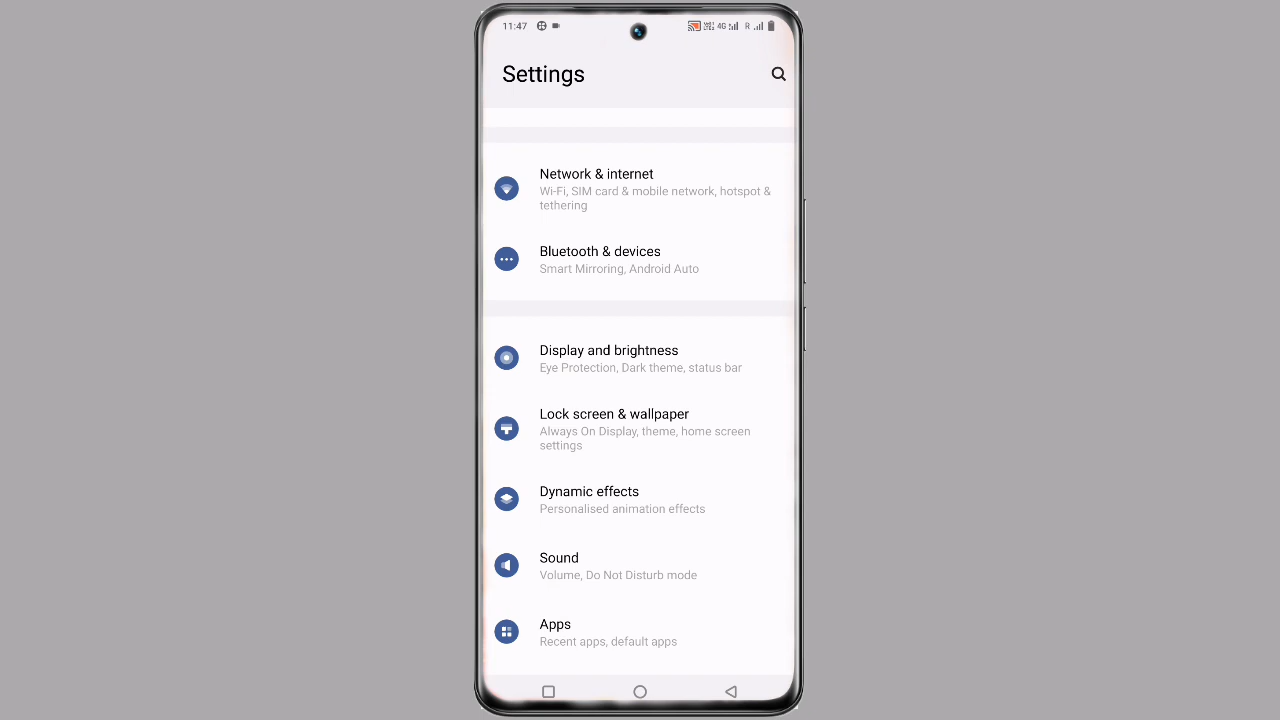 11:47 4G R
Settings
Network & internet
Wi-Fi, SIM card & mobile network, hotspot &
tethering
Bluetooth & devices
Smart Mirroring, Android Auto
Display and brightness
Eye Protection, Dark theme, status bar
Lock screen & wallpaper
Always On Display, theme, home screen
settings
Dynamic effects
Personalised animation effects
Sound
Volume, Do Not Disturb mode
Apps
Recent apps, default apps